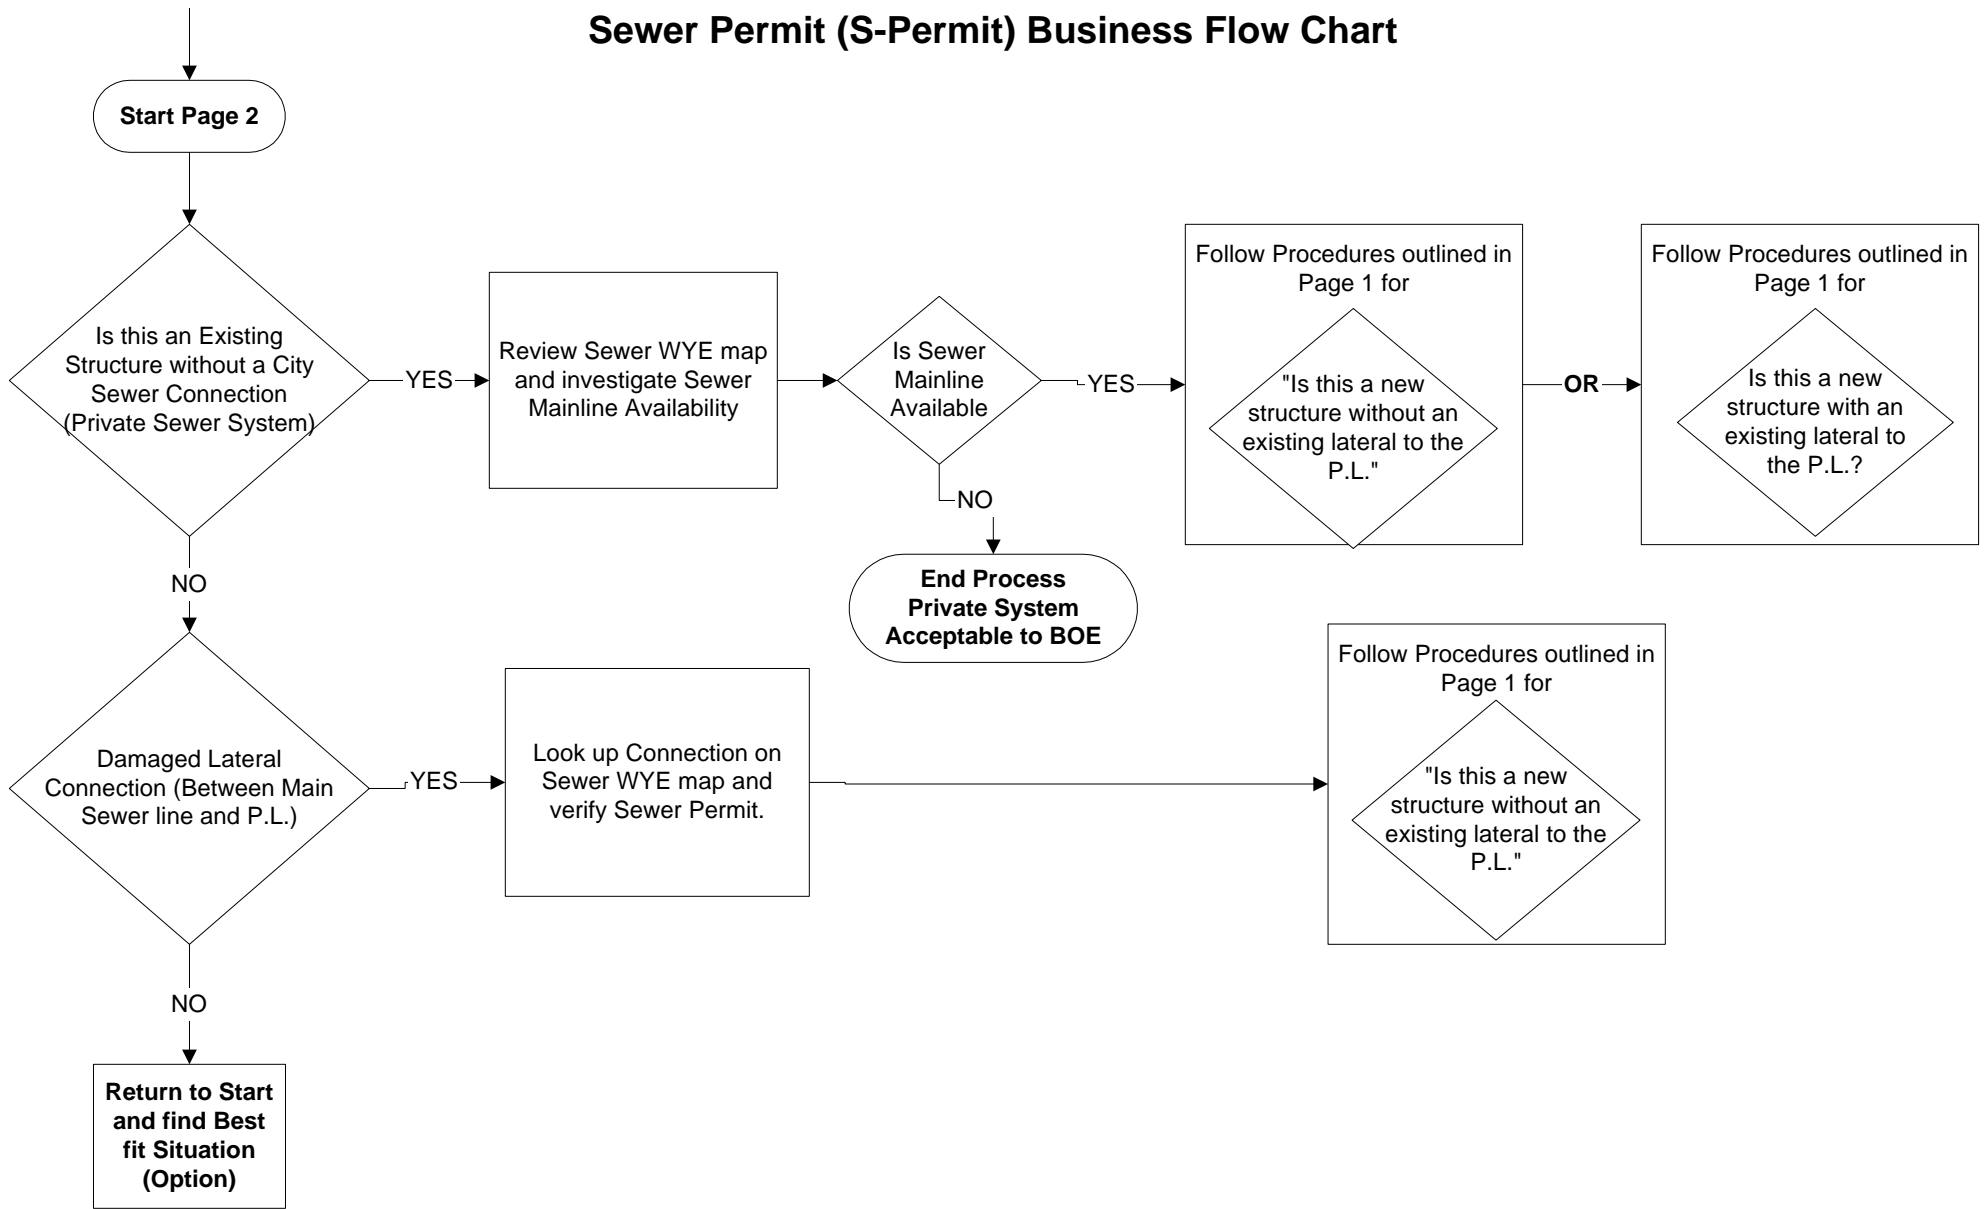 Sewer Permit (S-Permit) Business Flow Chart
Start Page 2
Is this an Existing
Structure without a City
Sewer Connection
(Private Sewer System)
YES
Review Sewer WYE map
and investigate Sewer
Mainline Availability
Is Sewer
Mainline
Available
YES
Follow Procedures outlined in
Page 1 for
"Is this a new
structure without an
existing lateral to the
P.L."
OR
Follow Procedures outlined in
Page 1 for
Is this a new
structure with an
existing lateral to
the P.L.?
NO
End Process
Private System
Acceptable to BOE
NO
Damaged Lateral
Connection (Between Main
Sewer line and P.L.)
YES
Look up Connection on
Sewer WYE map and
verify Sewer Permit.
Follow Procedures outlined in
Page 1 for
"Is this a new
structure without an
existing lateral to the
P.L."
NO
Return to Start
and find Best
fit Situation
(Option)